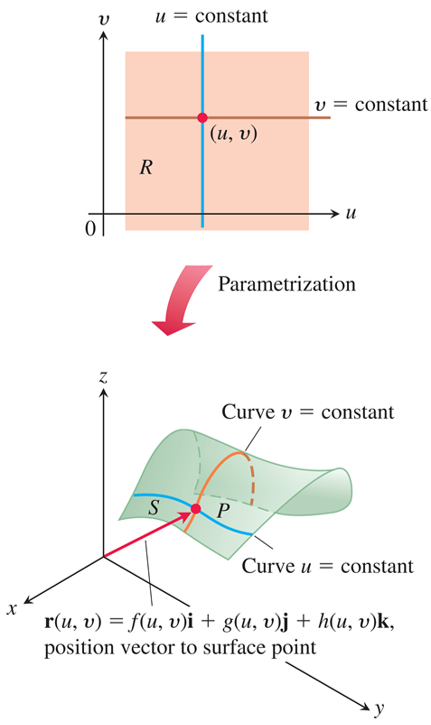 υ
u = constant
υ = constant
(u, υ)
R
u
0
Parametrization
z
Curve υ = constant
S
P
Curve u = constant
x
r(u, υ) = f(u, υ)i + g(u, υ)j + h(u, υ)k,
position vector to surface point
y